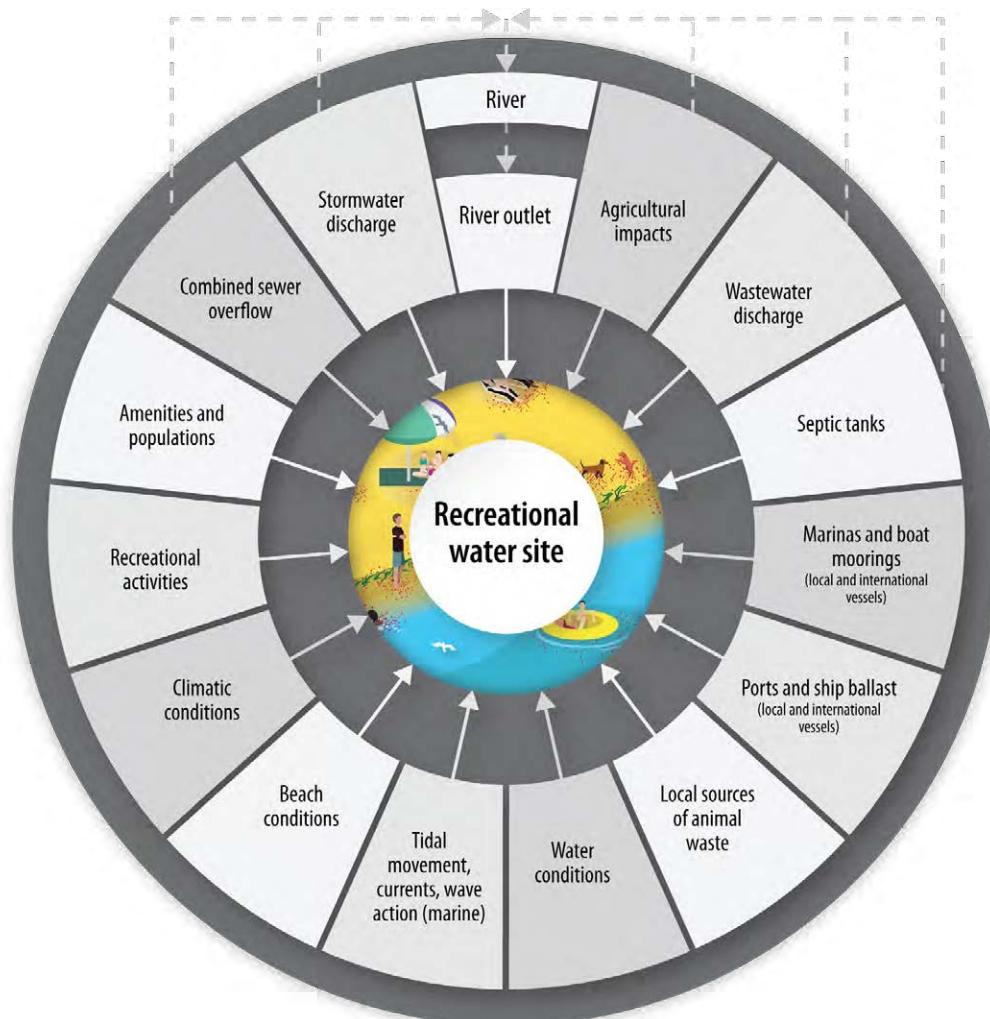 River
River outlet
Agricultural
impacts
Wastewater
discharge
Septic tanks
Marinas and boat
moorings
(local and international
vessels)
Ports and ship ballast
(local and international
vessels)
Local sources
of animal
waste
Water
conditions
Tidal
movement,
currents, wave
action (marine)
Beach
conditions
Climatic
conditions
Recreational
activities
Amenities and
populations
Combined sewer
overflow
Stormwater
discharge
Recreational
water site